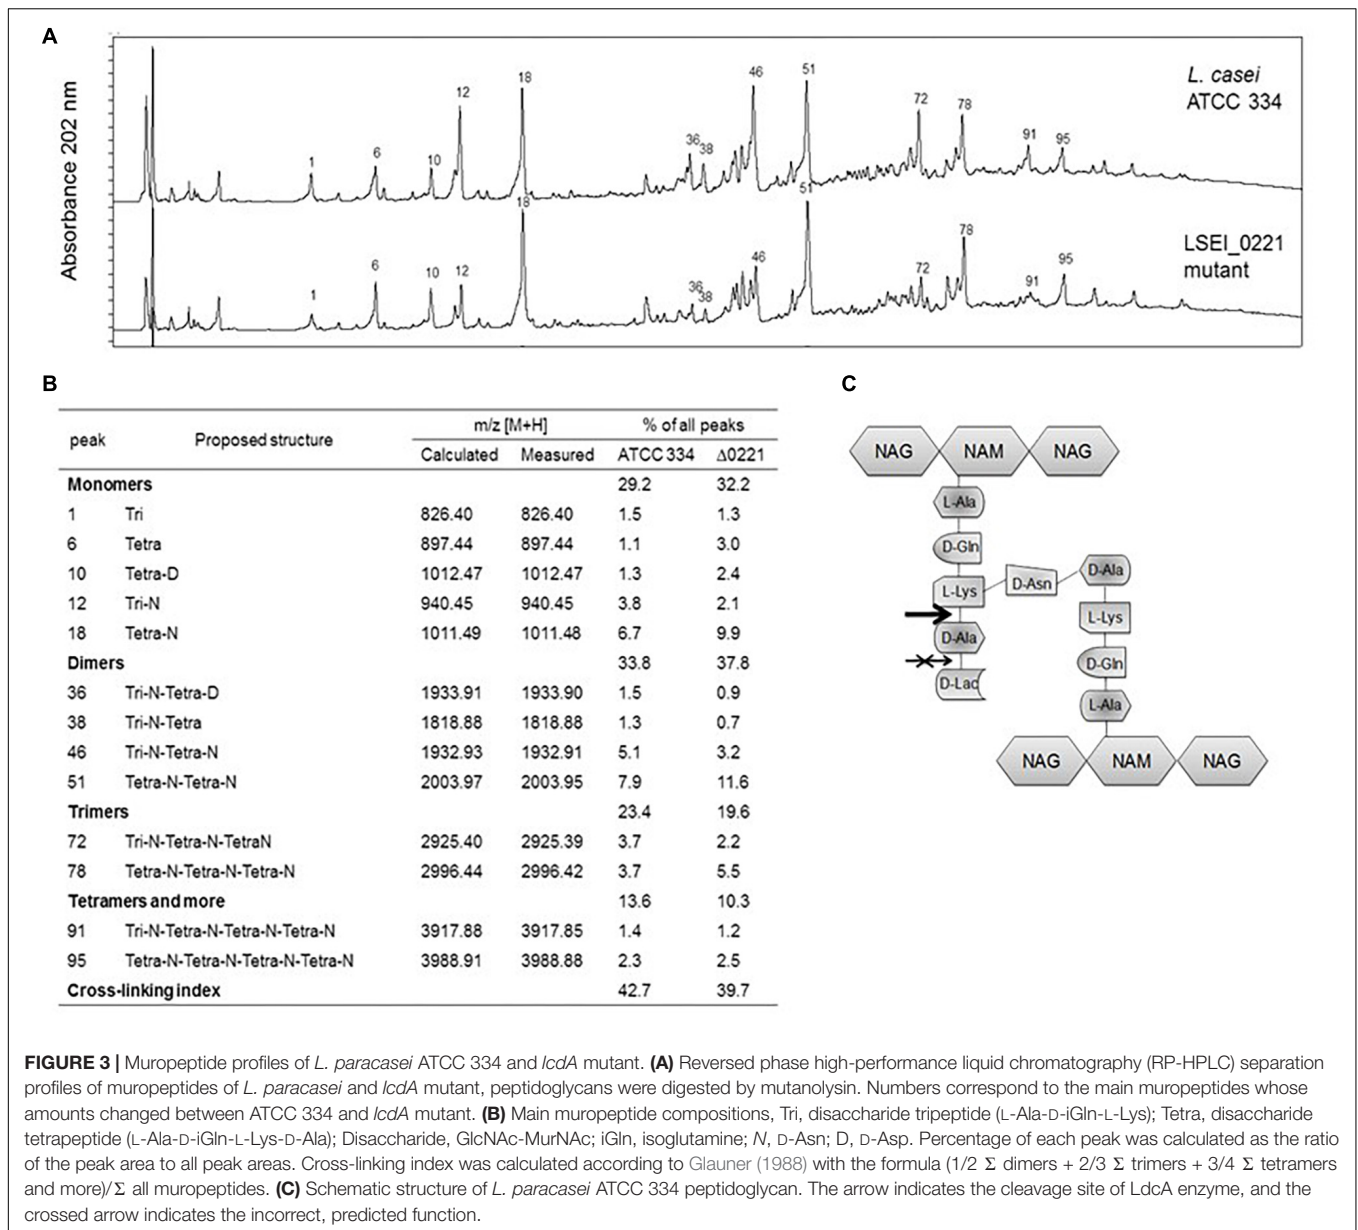 A
Absorbance 202 nm
1 6 10 12 18 36 38 46 51 72 78 91 95
L. casei
ATCC 334
1 6 10 12 18 36 38 46 51 72 78 91 95
LSEI_0221
mutant
B
peak Proposed structure m/z [M+H] % of all peaks
Calculated Measured ATCC 334 Δ0221
Monomers 29.2 32.2
1 Tri 826.40 826.40 1.5 1.3
6 Tetra 897.44 897.44 1.1 3.0
10 Tetra-D 1012.47 1012.47 1.3 2.4
12 Tri-N 940.45 940.45 3.8 2.1
18 Tetra-N 1011.49 1011.48 6.7 9.9
Dimers 33.8 37.8
36 Tri-N-Tetra-D 1933.91 1933.90 1.5 0.9
38 Tri-N-Tetra 1818.88 1818.88 1.3 0.7
46 Tri-N-Tetra-N 1932.93 1932.91 5.1 3.2
51 Tetra-N-Tetra-N 2003.97 2003.95 7.9 11.6
Trimers 23.4 19.6
72 Tri-N-Tetra-N-TetraN 2925.40 2925.39 3.7 2.2
78 Tetra-N-Tetra-N-Tetra-N 2996.44 2996.42 3.7 5.5
Tetramers and more 13.6 10.3
91 Tri-N-Tetra-N-Tetra-N-Tetra-N 3917.88 3917.85 1.4 1.2
95 Tetra-N-Tetra-N-Tetra-N-Tetra-N 3988.91 3988.88 2.3 2.5
Cross-linking index 42.7 39.7
C
NAG NAM NAG
L-Ala
D-Gln
L-Lys D-Asn D-Ala
D-Ala L-Lys
D-Lac D-Gln
L-Ala
NAG NAM NAG
FIGURE 3 | Muropeptide profiles of L. paracasei ATCC 334 and lcdA mutant. (A) Reversed phase high-performance liquid chromatography (RP-HPLC) separation
profiles of muropeptides of L. paracasei and lcdA mutant, peptidoglycans were digested by mutanolysin. Numbers correspond to the main muropeptides whose
amounts changed between ATCC 334 and lcdA mutant. (B) Main muropeptide compositions, Tri, disaccharide tripeptide (L-Ala-D-iGln-L-Lys); Tetra, disaccharide
tetrapeptide (L-Ala-D-iGln-L-Lys-D-Ala); Disaccharide, GlcNAc-MurNAc; iGln, isoglutamine; N, D-Asn; D, D-Asp. Percentage of each peak was calculated as the ratio
of the peak area to all peak areas. Cross-linking index was calculated according to Glauner (1988) with the formula (1/2 Σ dimers + 2/3 Σ trimers + 3/4 Σ tetramers
and more)/Σ all muropeptides. (C) Schematic structure of L. paracasei ATCC 334 peptidoglycan. The arrow indicates the cleavage site of LdcA enzyme, and the
crossed arrow indicates the incorrect, predicted function.